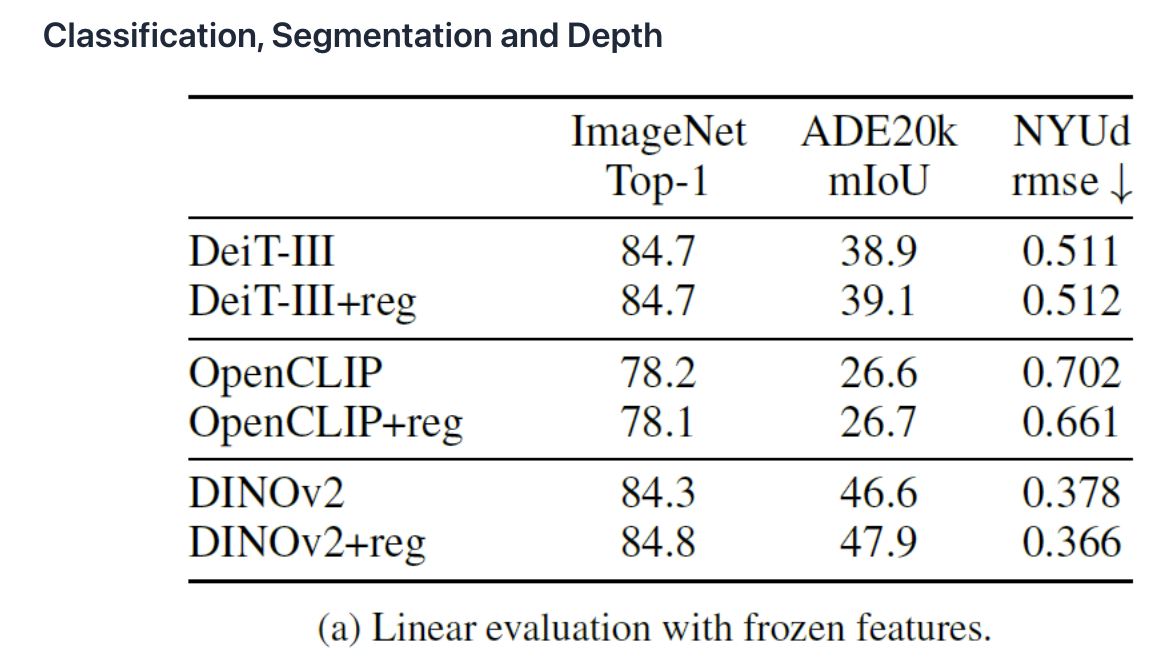 Classification, Segmentation and Depth
ImageNet ADE20k NYUd
Top-1 mIoU rmse ↓
DeiT-III 84.7 38.9 0.511
DeiT-III+reg 84.7 39.1 0.512
OpenCLIP 78.2 26.6 0.702
OpenCLIP+reg 78.1 26.7 0.661
DINOv2 84.3 46.6 0.378
DINOv2+reg 84.8 47.9 0.366
(a) Linear evaluation with frozen features.